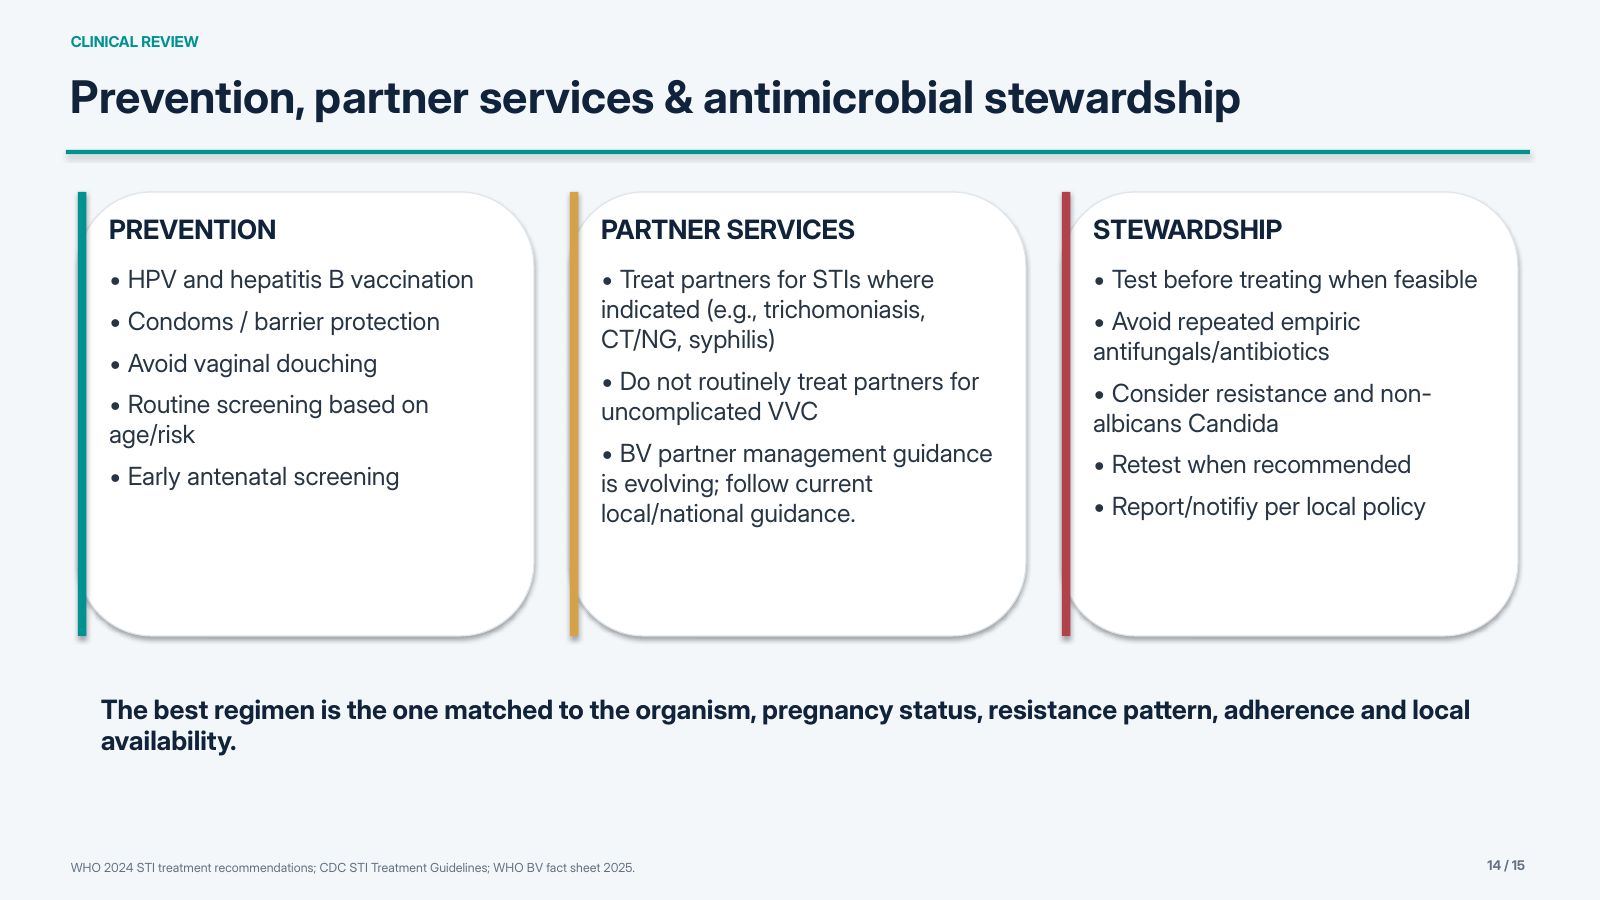 CLINICAL REVIEW
Prevention, partner services & antimicrobial stewardship
PREVENTION
• HPV and hepatitis B vaccination
• Condoms / barrier protection
• Avoid vaginal douching
• Routine screening based on
age/risk
• Early antenatal screening
PARTNER SERVICES
• Treat partners for STIs where
indicated (e.g., trichomoniasis,
CT/NG, syphilis)
• Do not routinely treat partners for
uncomplicated VVC
• BV partner management guidance
is evolving; follow current
local/national guidance.
STEWARDSHIP
• Test before treating when feasible
• Avoid repeated empiric
antifungals/antibiotics
• Consider resistance and non-
albicans Candida
• Retest when recommended
• Report/notifiy per local policy
The best regimen is the one matched to the organism, pregnancy status, resistance pattern, adherence and local
availability.
WHO 2024 STI treatment recommendations; CDC STI Treatment Guidelines; WHO BV fact sheet 2025.
14 / 15